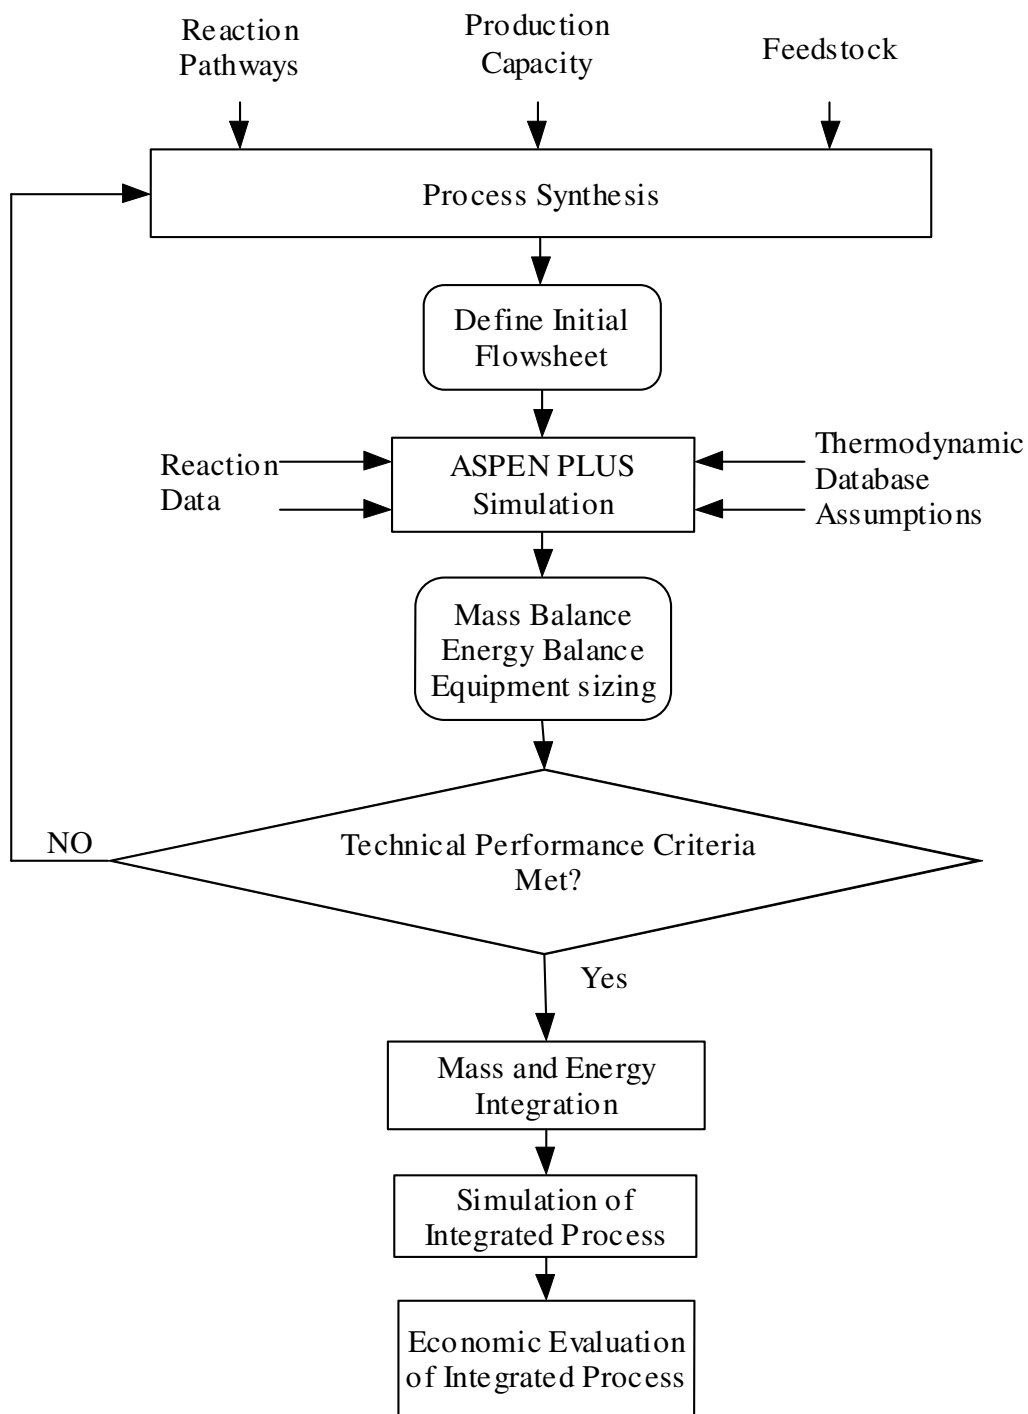 Reaction
Pathways
Production
Capacity
Feedstock
Process Synthesis
Define Initial
Flowsheet
Reaction
Data
ASPEN PLUS
Simulation
Thermodynamic
Database
Assumptions
Mass Balance
Energy Balance
Equipment sizing
NO
Technical Performance Criteria
Met?
Yes
Mass and Energy
Integration
Simulation of
Integrated Process
Economic Evaluation
of Integrated Process